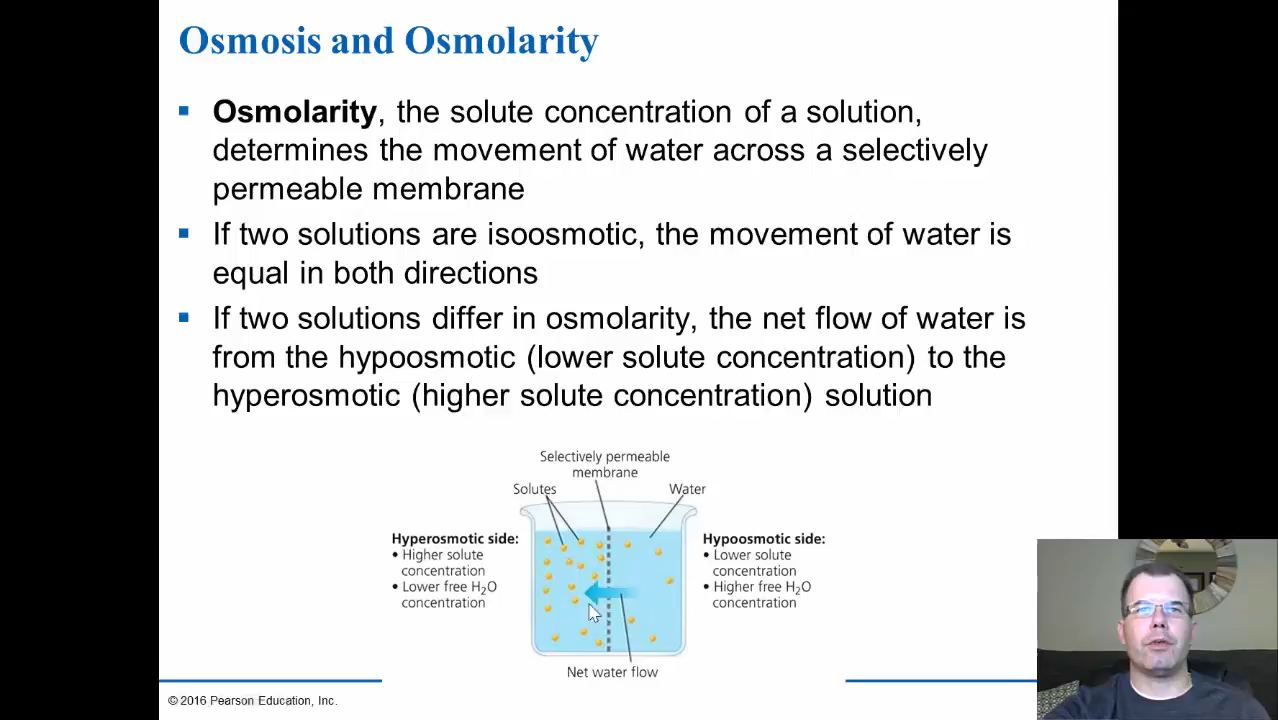 Osmosis and Osmolarity
▪ Osmolarity, the solute concentration of a solution,
determines the movement of water across a selectively
permeable membrane
▪ If two solutions are isoosmotic, the movement of water is
equal in both directions
▪ If two solutions differ in osmolarity, the net flow of water is
from the hypoosmotic (lower solute concentration) to the
hyperosmotic (higher solute concentration) solution
Selectively permeable
membrane
Solutes
Water
Hyperosmotic side:
• Higher solute
concentration
• Lower free H₂O
concentration
Hypoosmotic side:
• Lower solute
concentration
• Higher free H₂O
concentration
Net water flow
© 2016 Pearson Education, Inc.